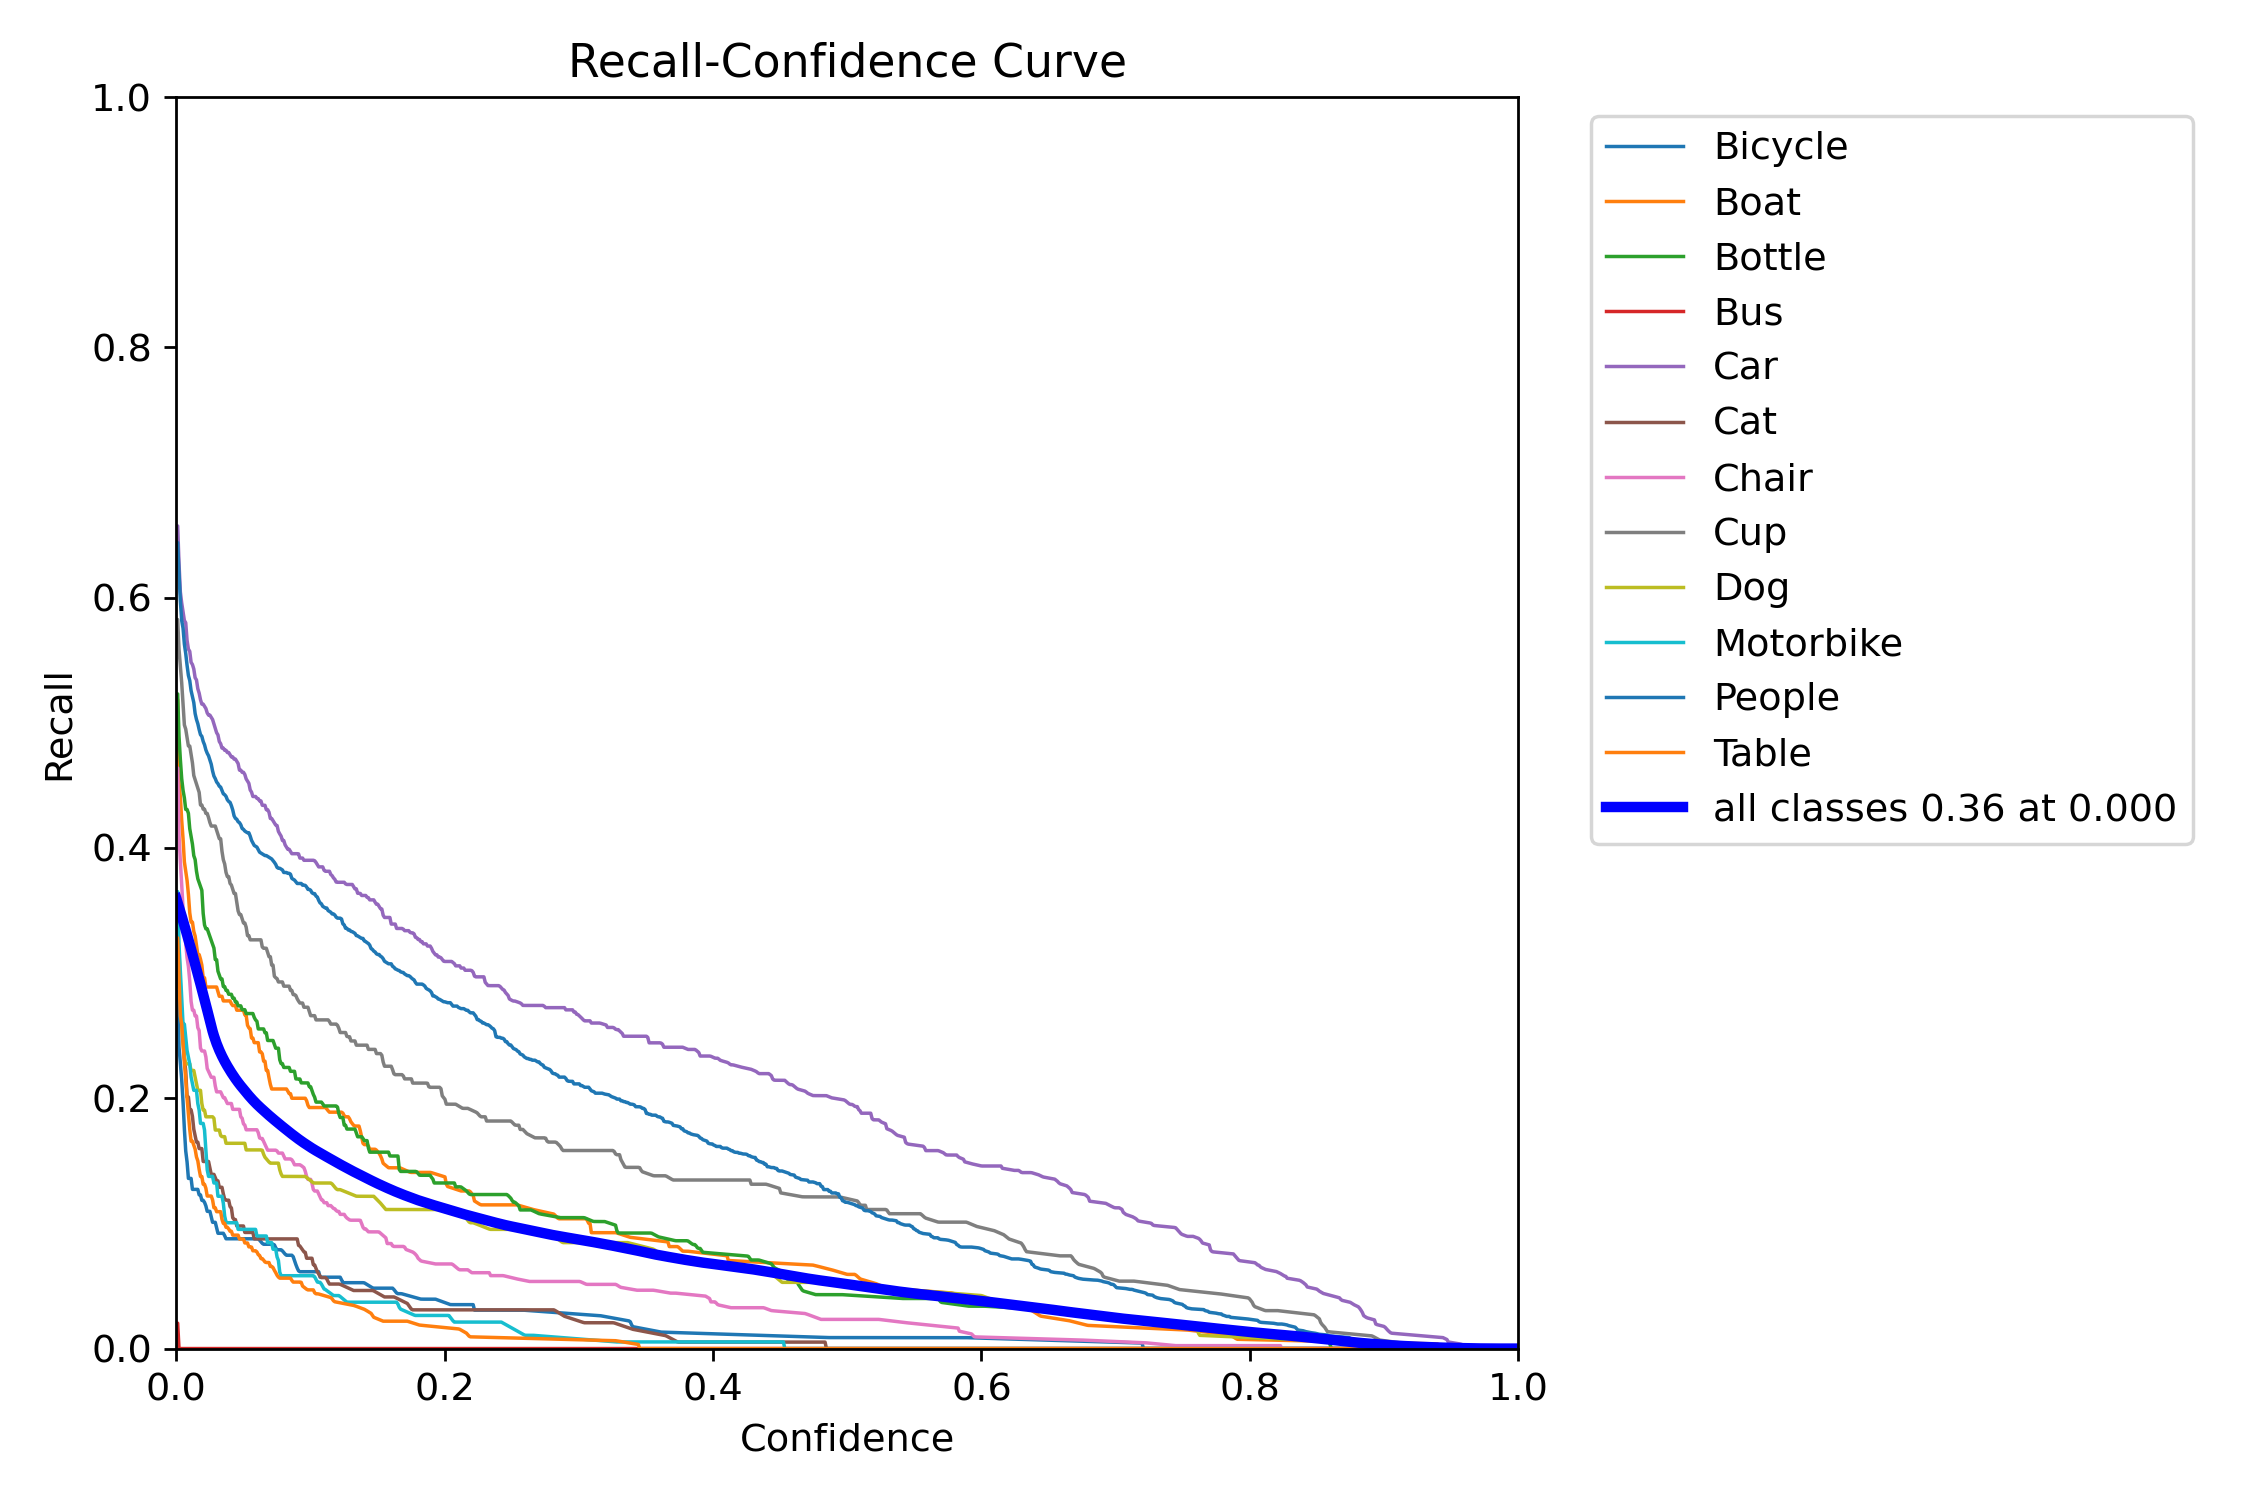 Recall-Confidence Curve
1.0
0.8
0.6
0.4
0.2
0.0
Recall
0.0 0.2 0.4 0.6 0.8 1.0
Confidence
Bicycle
Boat
Bottle
Bus
Car
Cat
Chair
Cup
Dog
Motorbike
People
Table
all classes 0.36 at 0.000